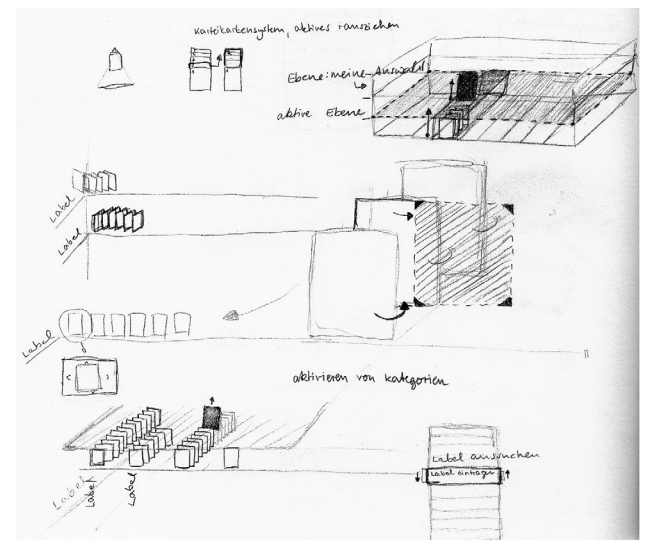 Karteikartensystem, aktives rausziehen
Ebene: meine Auswahl
aktive Ebene
Label
Label
Label
aktivieren von Kategorien
Label aussuchen
Label eintragen
Label
Label
Label